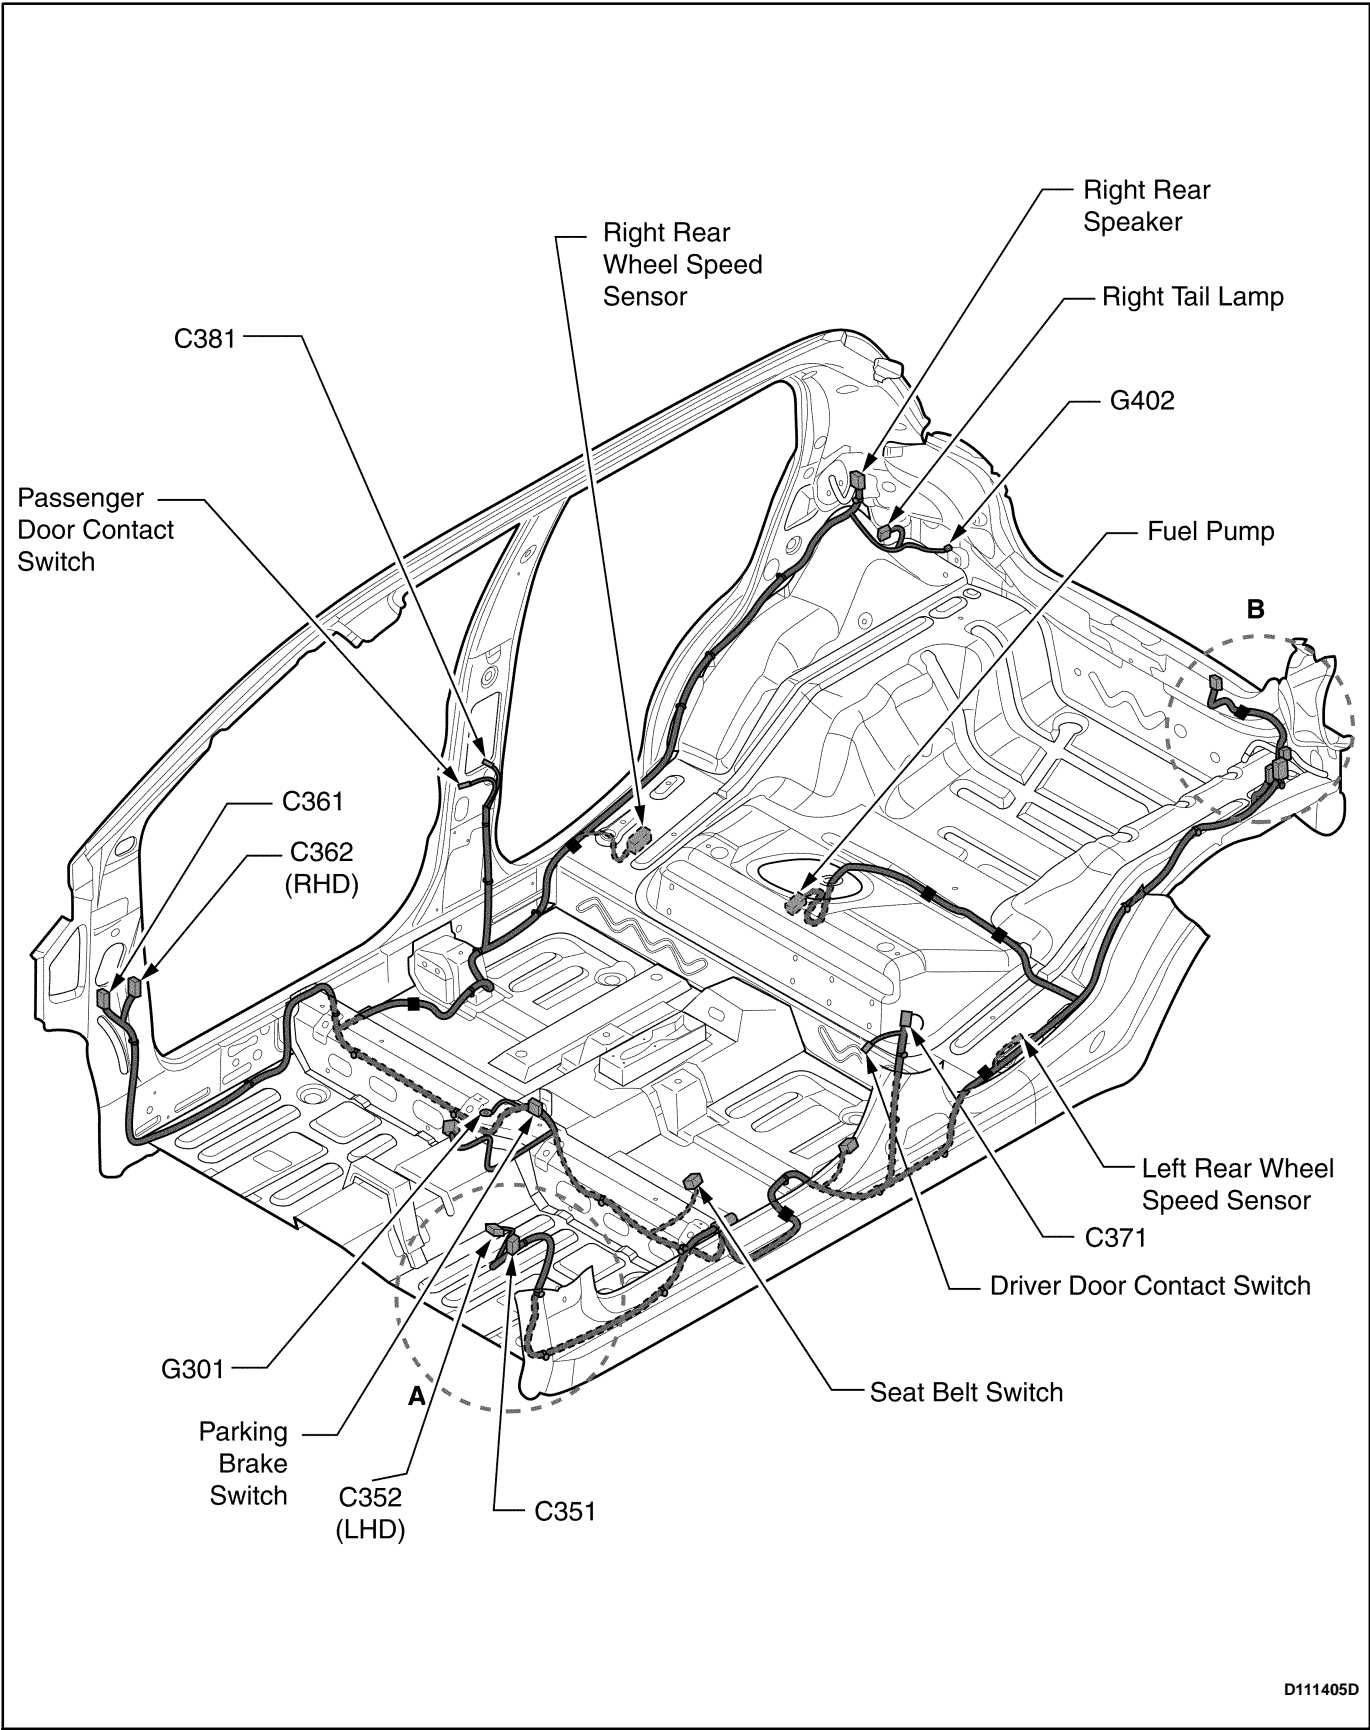 Right Rear
Speaker
Right Rear
Wheel Speed
Sensor
Right Tail Lamp
C381
G402
Passenger
Door Contact
Switch
Fuel Pump
B
C361
C362
(RHD)
Left Rear Wheel
Speed Sensor
C371
Driver Door Contact Switch
G301
Seat Belt Switch
A
Parking
Brake
Switch
C352
(LHD)
C351
D111405D